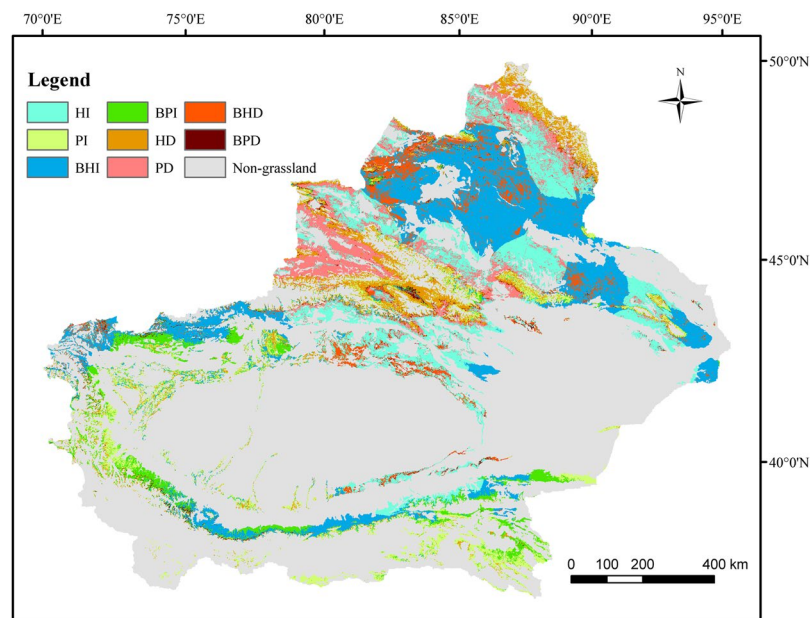 70°0′E 75°0′E 80°0′E 85°0′E 90°0′E 95°0′E
50°0′N
Legend
N
HI BPI BHD
PI HD BPD
BHI PD Non-grassland
45°0′N
40°0′N
0 100 200 400 km